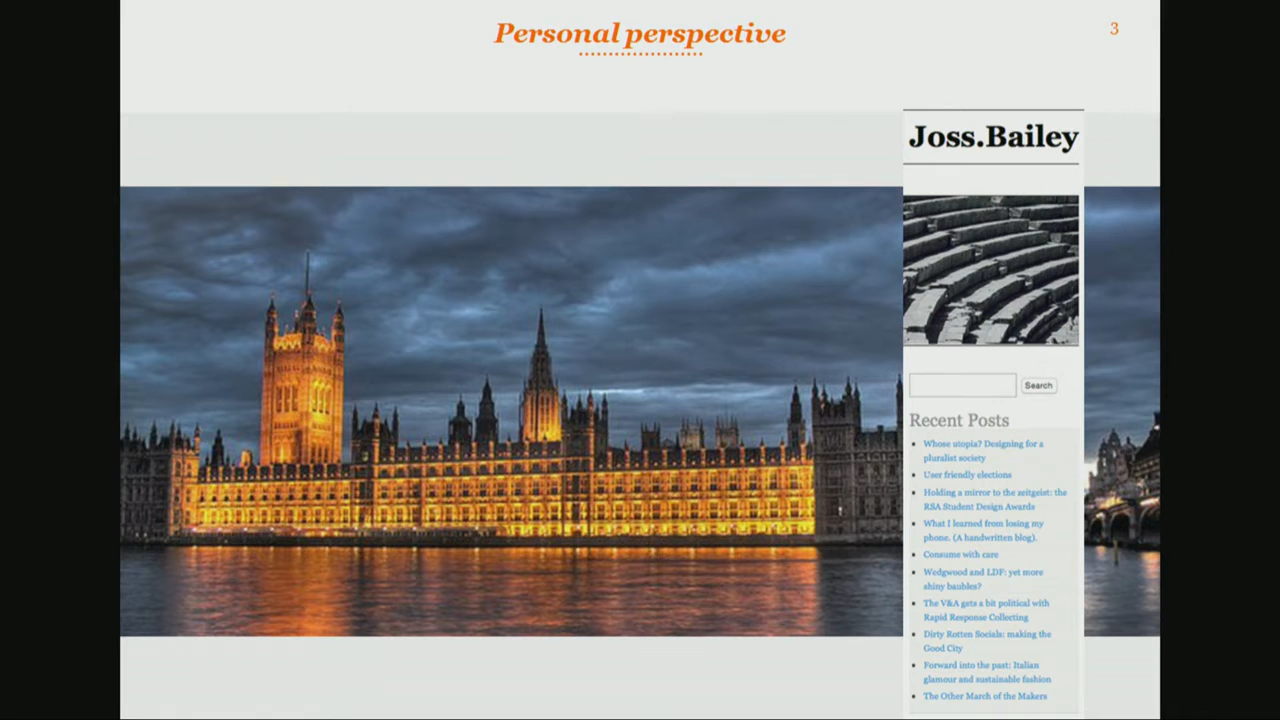 Personal perspective
3
Joss.Bailey
Search
Recent Posts
Whose utopia? Designing for a
pluralist society
User friendly elections
Holding a mirror to the zeitgeist: the
RSA Student Design Awards
What I learned from losing my
phone. (A handwritten blog).
Consume with care
Wedgwood and LDF: yet more
shiny baubles?
The V&A gets a bit political with
Rapid Response Collecting
Dirty Rotten Socials: making the
Good City
Forward into the past: Italian
glamour and sustainable fashion
The Other March of the Makers